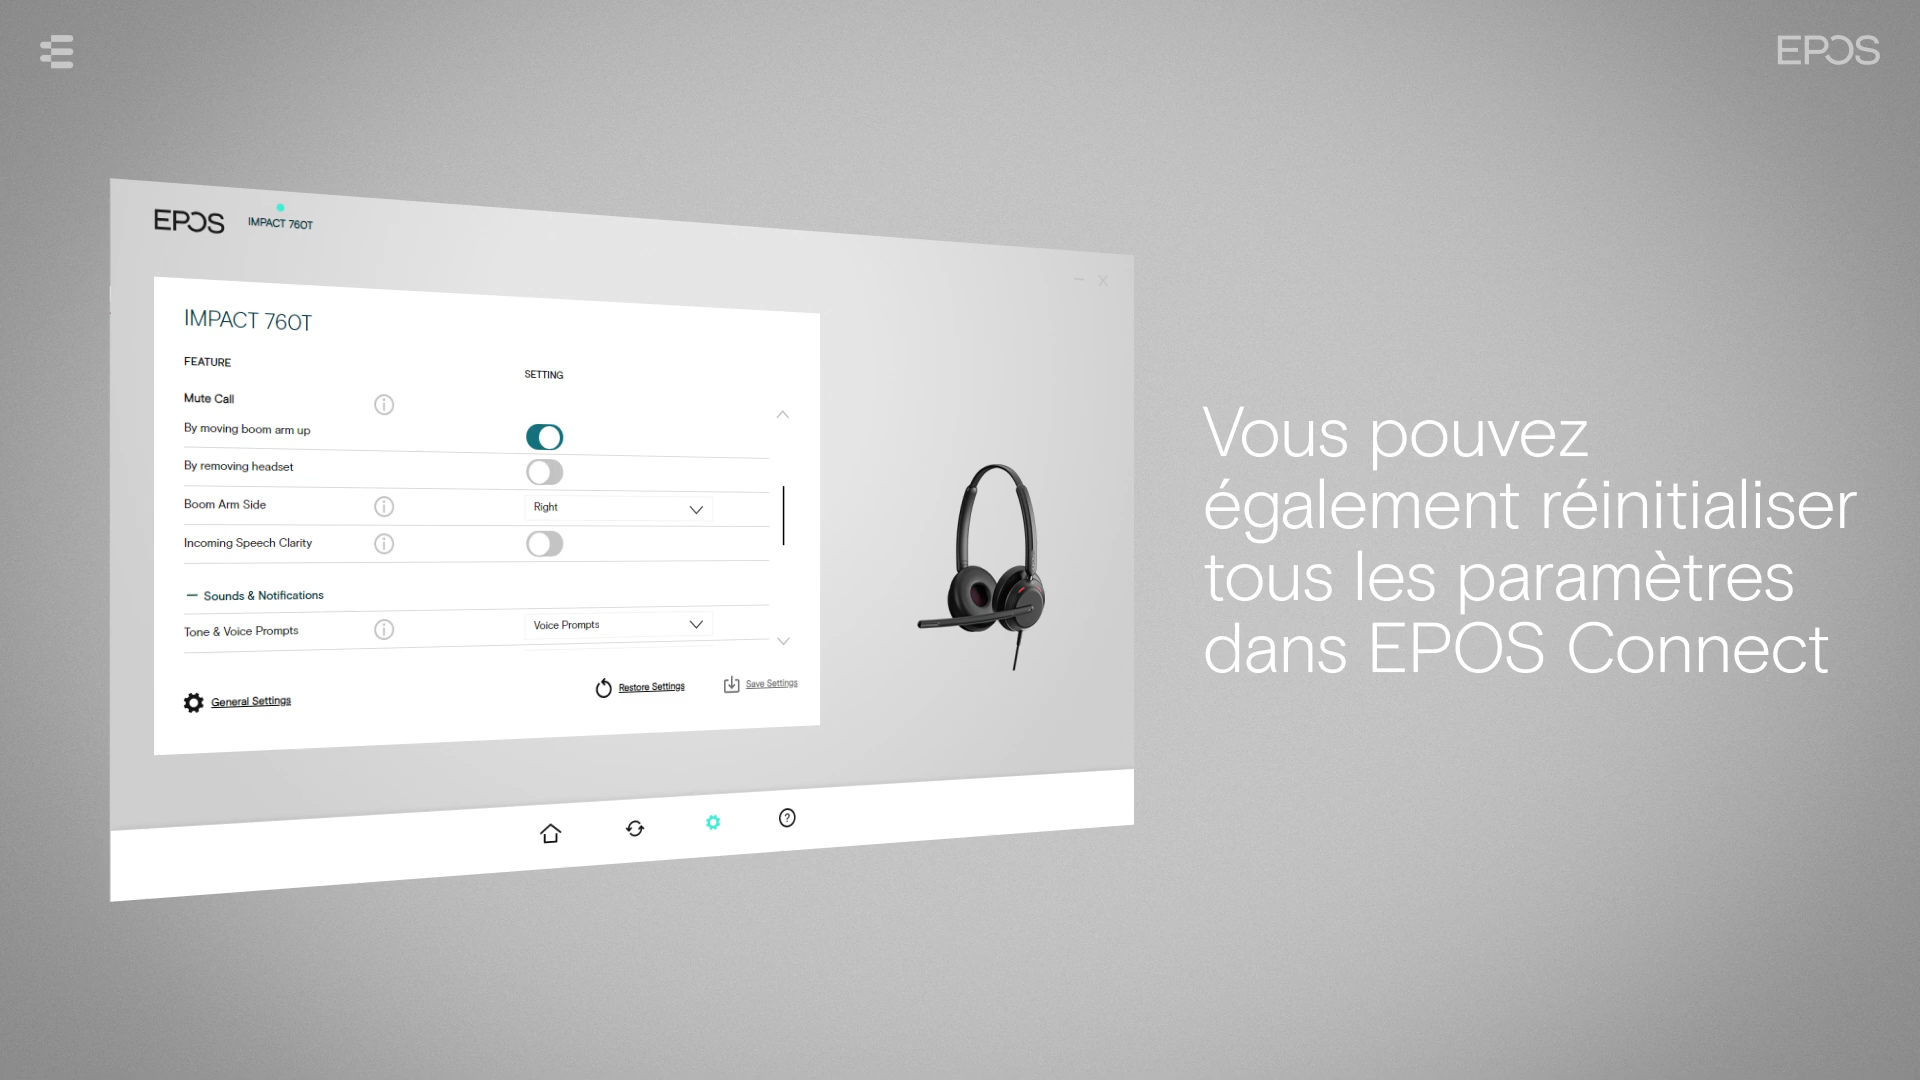 EPOS
EPOS
IMPACT 760T
IMPACT 760T
FEATURE
SETTING
Mute Call
By moving boom arm up
By removing headset
Boom Arm Side
Right
Incoming Speech Clarity
— Sounds & Notifications
Tone & Voice Prompts
Voice Prompts
General Settings
Restore Settings
Save Settings
Vous pouvez
également réinitialiser
tous les paramètres
dans EPOS Connect